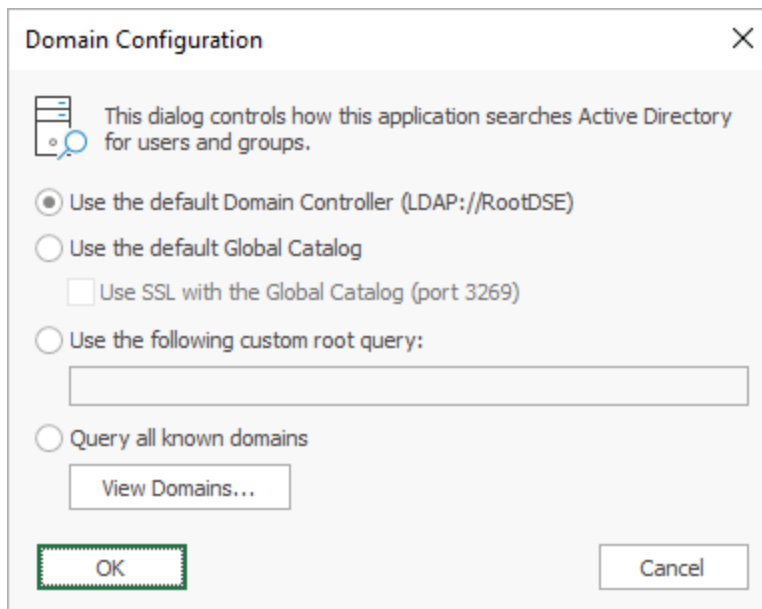 Domain Configuration
This dialog controls how this application searches Active Directory
for users and groups.
Use the default Domain Controller (LDAP://RootDSE)
Use the default Global Catalog
Use SSL with the Global Catalog (port 3269)
Use the following custom root query:
Query all known domains
View Domains...
OK
Cancel